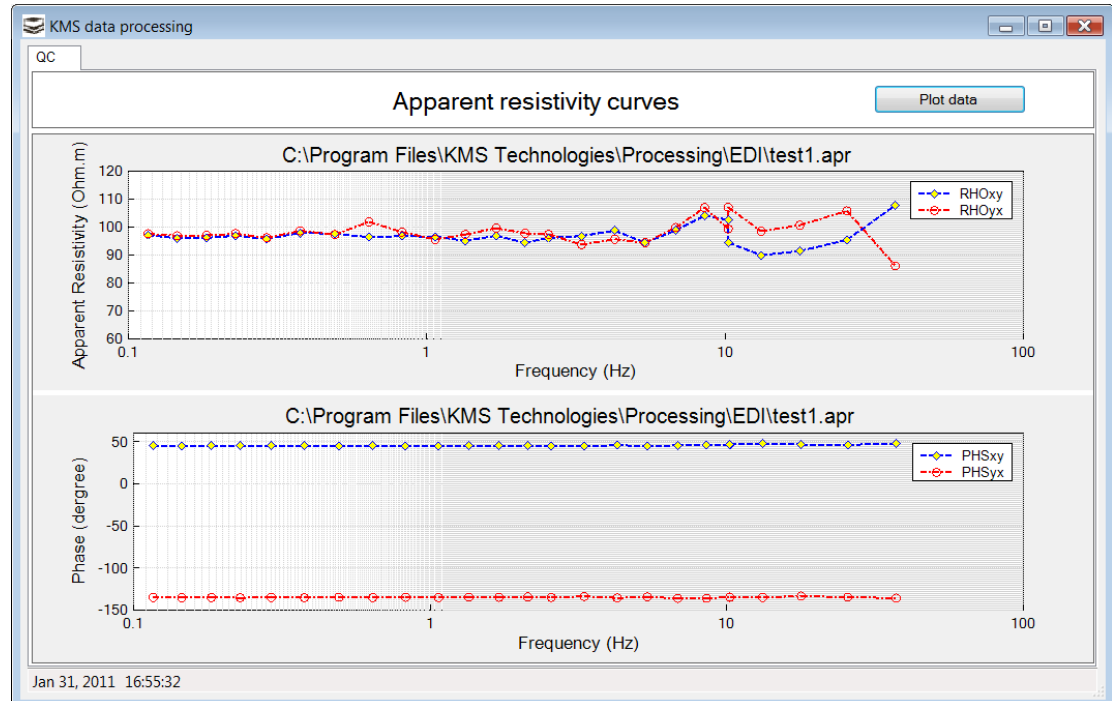 KMS data processing
QC
Apparent resistivity curves
Plot data
C:\Program Files\KMS Technologies\Processing\EDI\test1.apr
Apparent Resistivity (Ohm.m)
120
110
100
90
80
70
60
RHOxy
RHOyx
0.1 1 10 100
Frequency (Hz)
C:\Program Files\KMS Technologies\Processing\EDI\test1.apr
Phase (dergree)
50
0
-50
-100
-150
PHSxy
PHSyx
0.1 1 10 100
Frequency (Hz)
Jan 31, 2011 16:55:32